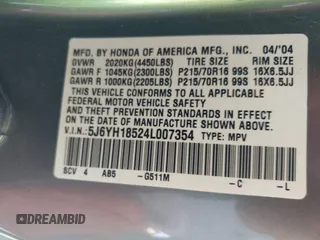 MFD. BY HONDA OF AMERICA MFG., INC. 04/'04
GVWR 2020KG(4450LBS) TIRE SIZE RIM SIZE
GAWR F 1045KG(2300LBS) P215/70R16 99S 16X6.5JJ
GAWR R 1000KG(2205LBS) P215/70R16 99S 16X6.5JJ
THIS VEHICLE CONFORMS TO ALL APPLICABLE
FEDERAL MOTOR VEHICLE SAFETY
AND THEFT PREVENTION STANDARDS
IN EFFECT ON THE DATE OF
MANUFACTURE SHOWN ABOVE.
V.I.N.: 5J6YH18524L007354 TYPE: MPV
SCV 4 AB5 -G511M -C -L
DREAMBID